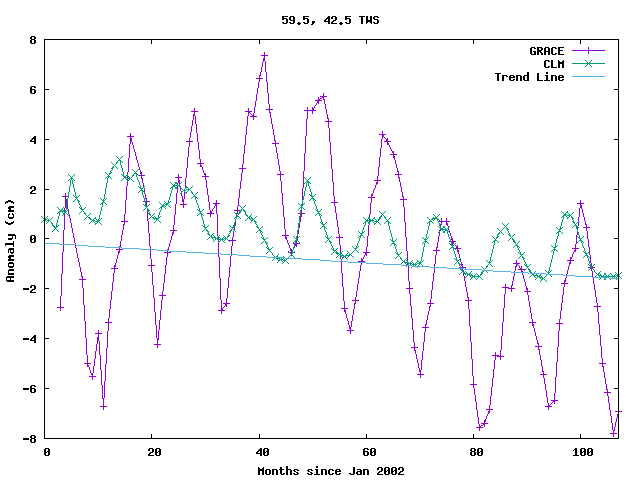 59.5, 42.5 TWS
GRACE
CLM
Trend Line
8
6
4
2
0
-2
-4
-6
-8
Anomaly (cm)
0 20 40 60 80 100
Months since Jan 2002